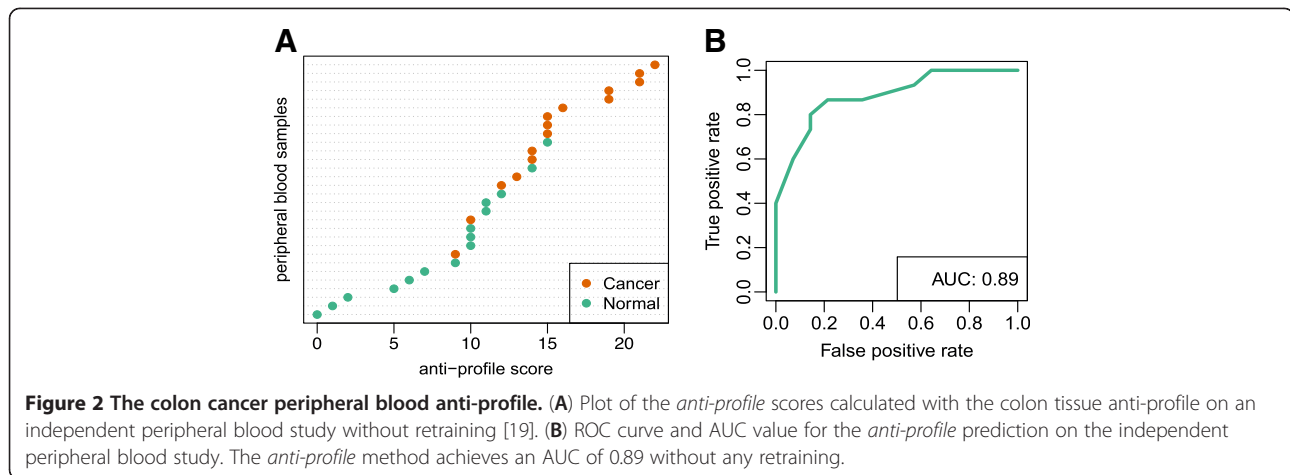 A
peripheral blood samples
Cancer
Normal
0 5 10 15 20
anti−profile score
B
True positive rate
0.0 0.2 0.4 0.6 0.8 1.0
AUC: 0.89
0.0 0.2 0.4 0.6 0.8 1.0
False positive rate
Figure 2 The colon cancer peripheral blood anti-profile. (A) Plot of the anti-profile scores calculated with the colon tissue anti-profile on an
independent peripheral blood study without retraining [19]. (B) ROC curve and AUC value for the anti-profile prediction on the independent
peripheral blood study. The anti-profile method achieves an AUC of 0.89 without any retraining.